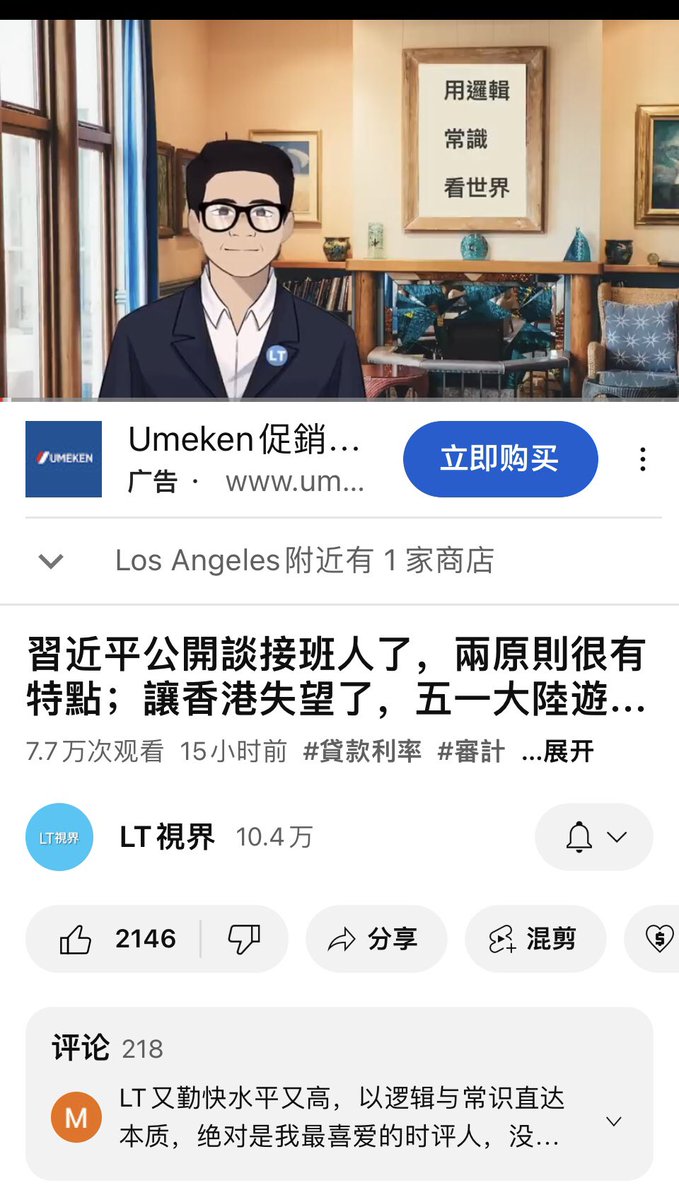 用邏輯
常識
看世界
LT
UMEKEN
Umeken促銷...
广告 · www.um...
立即购买
Los Angeles附近有 1 家商店
習近平公開談接班人了，兩原則很有
特點；讓香港失望了，五一大陸遊...
7.7万次观看 15小时前 #貸款利率 #審計 ...展开
LT視界
LT視界 10.4万
2146
分享
混剪
评论 218
M
LT又勤快水平又高，以逻辑与常识直达
本质，绝对是我最喜爱的时评人，没...